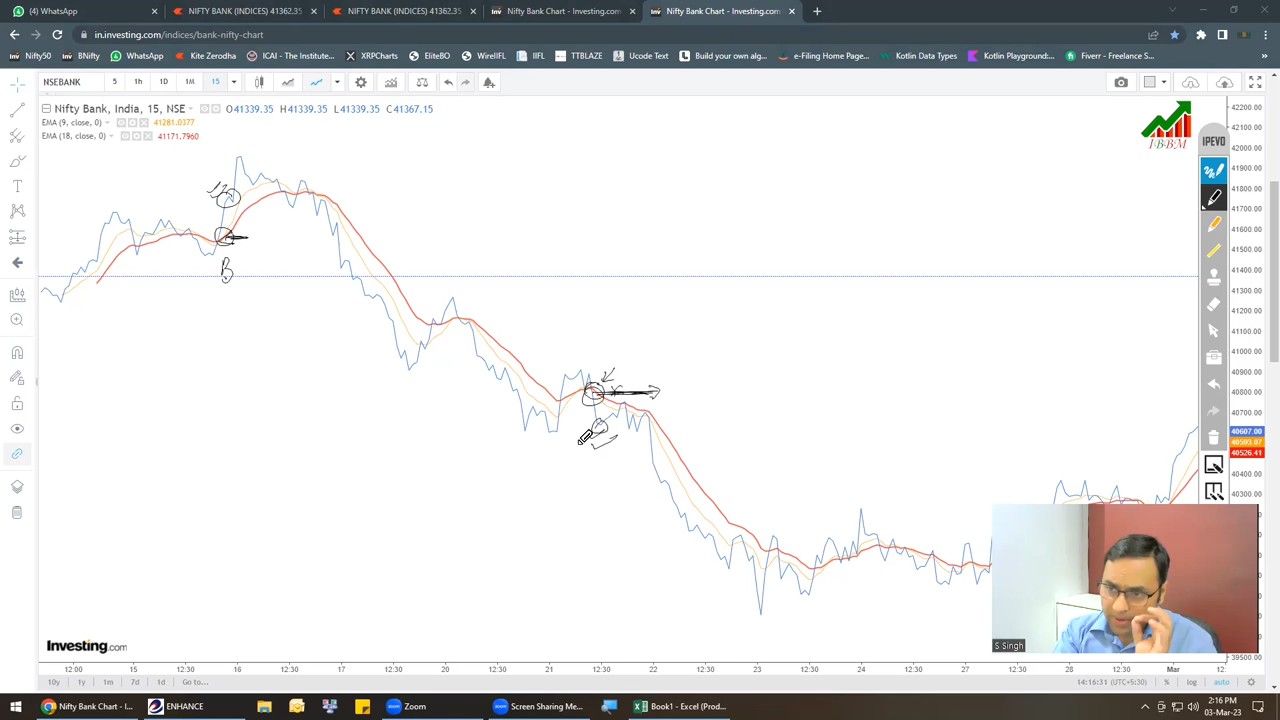 (4) WhatsApp
NIFTY BANK (INDICES) 41362.35
NIFTY BANK (INDICES) 41362.35
Nifty Bank Chart - Investing.com
Nifty Bank Chart - Investing.com
in.investing.com/indices/bank-nifty-chart
Nifty50
BNifty
WhatsApp
Kite Zerodha
ICAI - The Institute...
XRPCharts
EliteBO
WireIIFL
IIFL
TTBLAZE
Ucode Text
Build your own alg...
e-Filing Home Page...
Kotlin Data Types
Kotlin Playground:...
Fiverr - Freelance S...
NSEBANK
5
1h
1D
1M
15
Nifty Bank, India, 15, NSE
O41339.35 H41339.35 L41339.35 C41367.15
EMA (9, close, 0)
41281.0377
EMA (18, close, 0)
41171.7960
I-B-B-M
IPEVO
B
42200.00
42100.00
42000.00
41900.00
41800.00
41700.00
41600.00
41500.00
41400.00
41300.00
41200.00
41100.00
41000.00
40900.00
40800.00
40700.00
40607.00
40593.07
40526.41
40400.00
40300.00
39500.00
S Singh
Investing.com
12:00
15
12:30
16
12:30
17
12:30
20
12:30
21
12:30
22
12:30
23
12:30
24
12:30
27
12:30
28
12:30
Mar
12:
10y
1y
1m
7d
1d
Go to...
14:16:31 (UTC+5:30)
%
log
auto
Nifty Bank Chart - I...
ENHANCE
Zoom
Screen Sharing Me...
Book1 - Excel (Prod...
2:16 PM
03-Mar-23